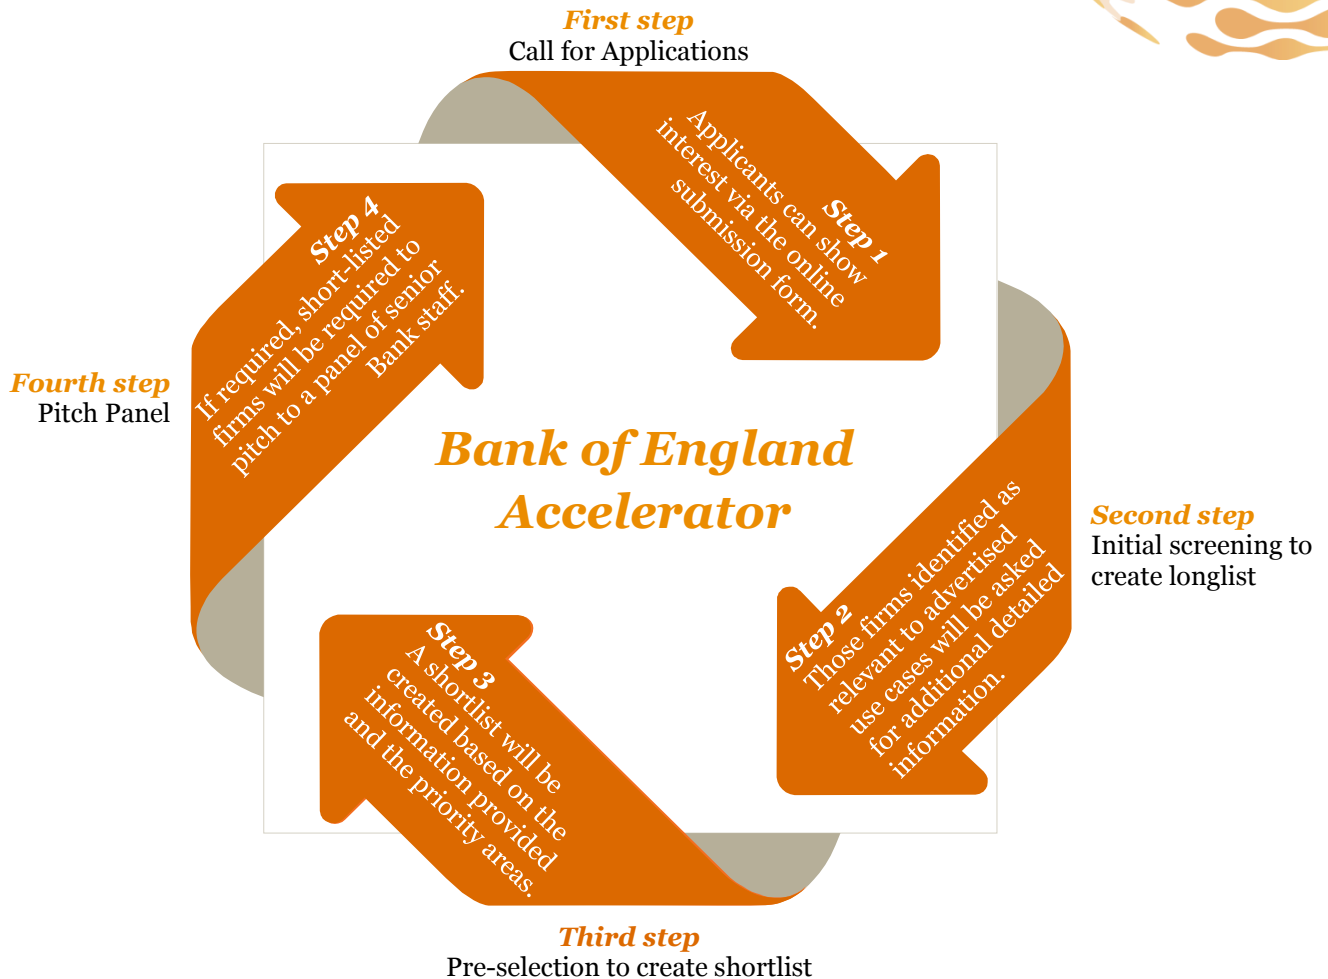 First step
Call for Applications
Step 1
Applicants can show
interest via the online
submission form.
Second step
Initial screening to
create longlist
Step 2
Those firms identified as
relevant to advertised
use cases will be asked
for additional detailed
information.
Third step
Pre-selection to create shortlist
Step 3
A shortlist will be
created based on the
information provided
and the priority areas.
Fourth step
Pitch Panel
Step 4
If required, short-listed
firms will be required to
pitch to a panel of senior
Bank staff.
Bank of England
Accelerator